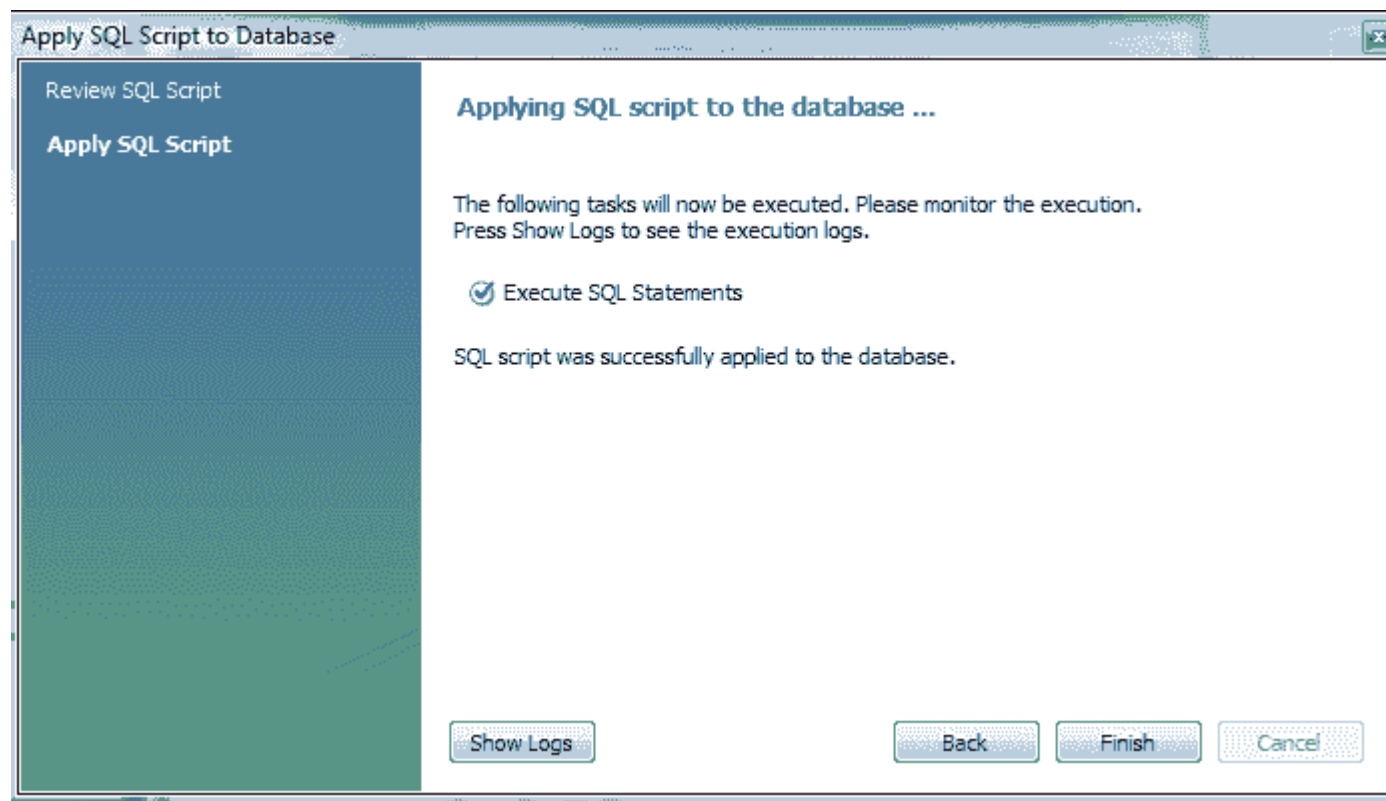 Apply SQL Script to Database
Review SQL Script
Apply SQL Script
Applying SQL script to the database ...
The following tasks will now be executed. Please monitor the execution.
Press Show Logs to see the execution logs.
Execute SQL Statements
SQL script was successfully applied to the database.
Show Logs
Back
Finish
Cancel